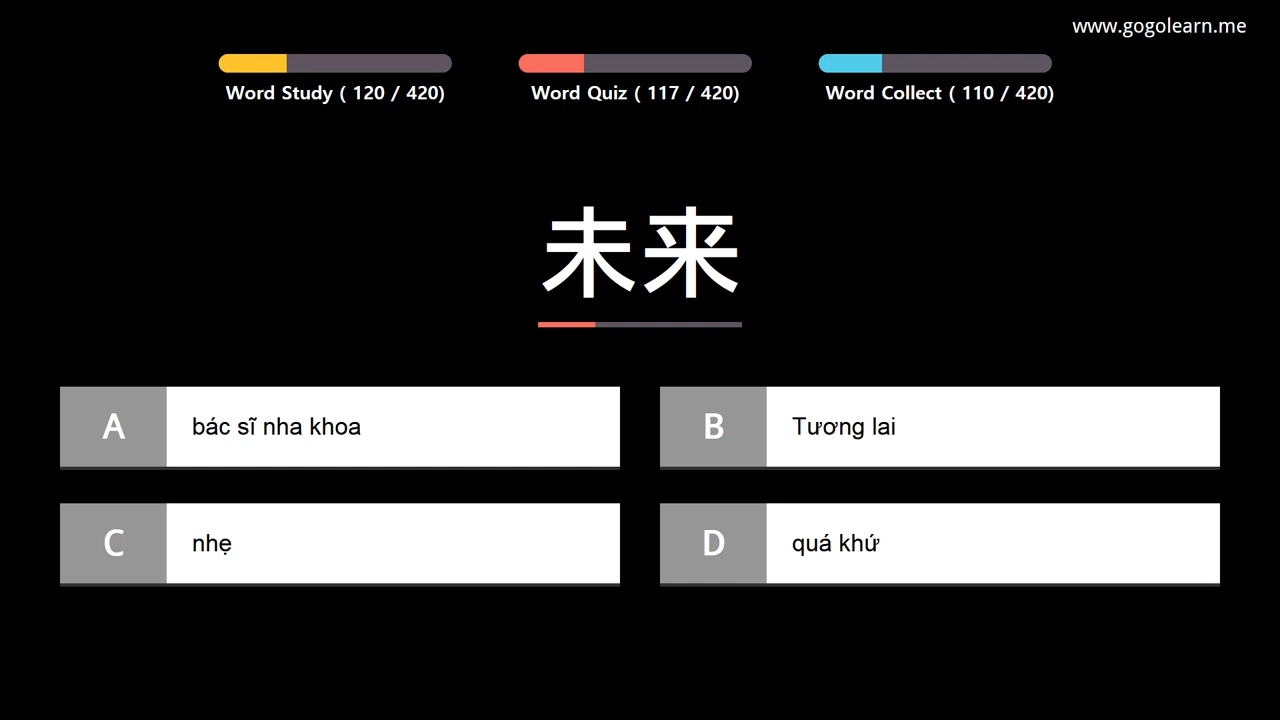 www.gogolearn.me
Word Study ( 120 / 420)
Word Quiz ( 117 / 420)
Word Collect ( 110 / 420)
未来
A
bác sĩ nha khoa
B
Tương lai
C
nhẹ
D
quá khứ